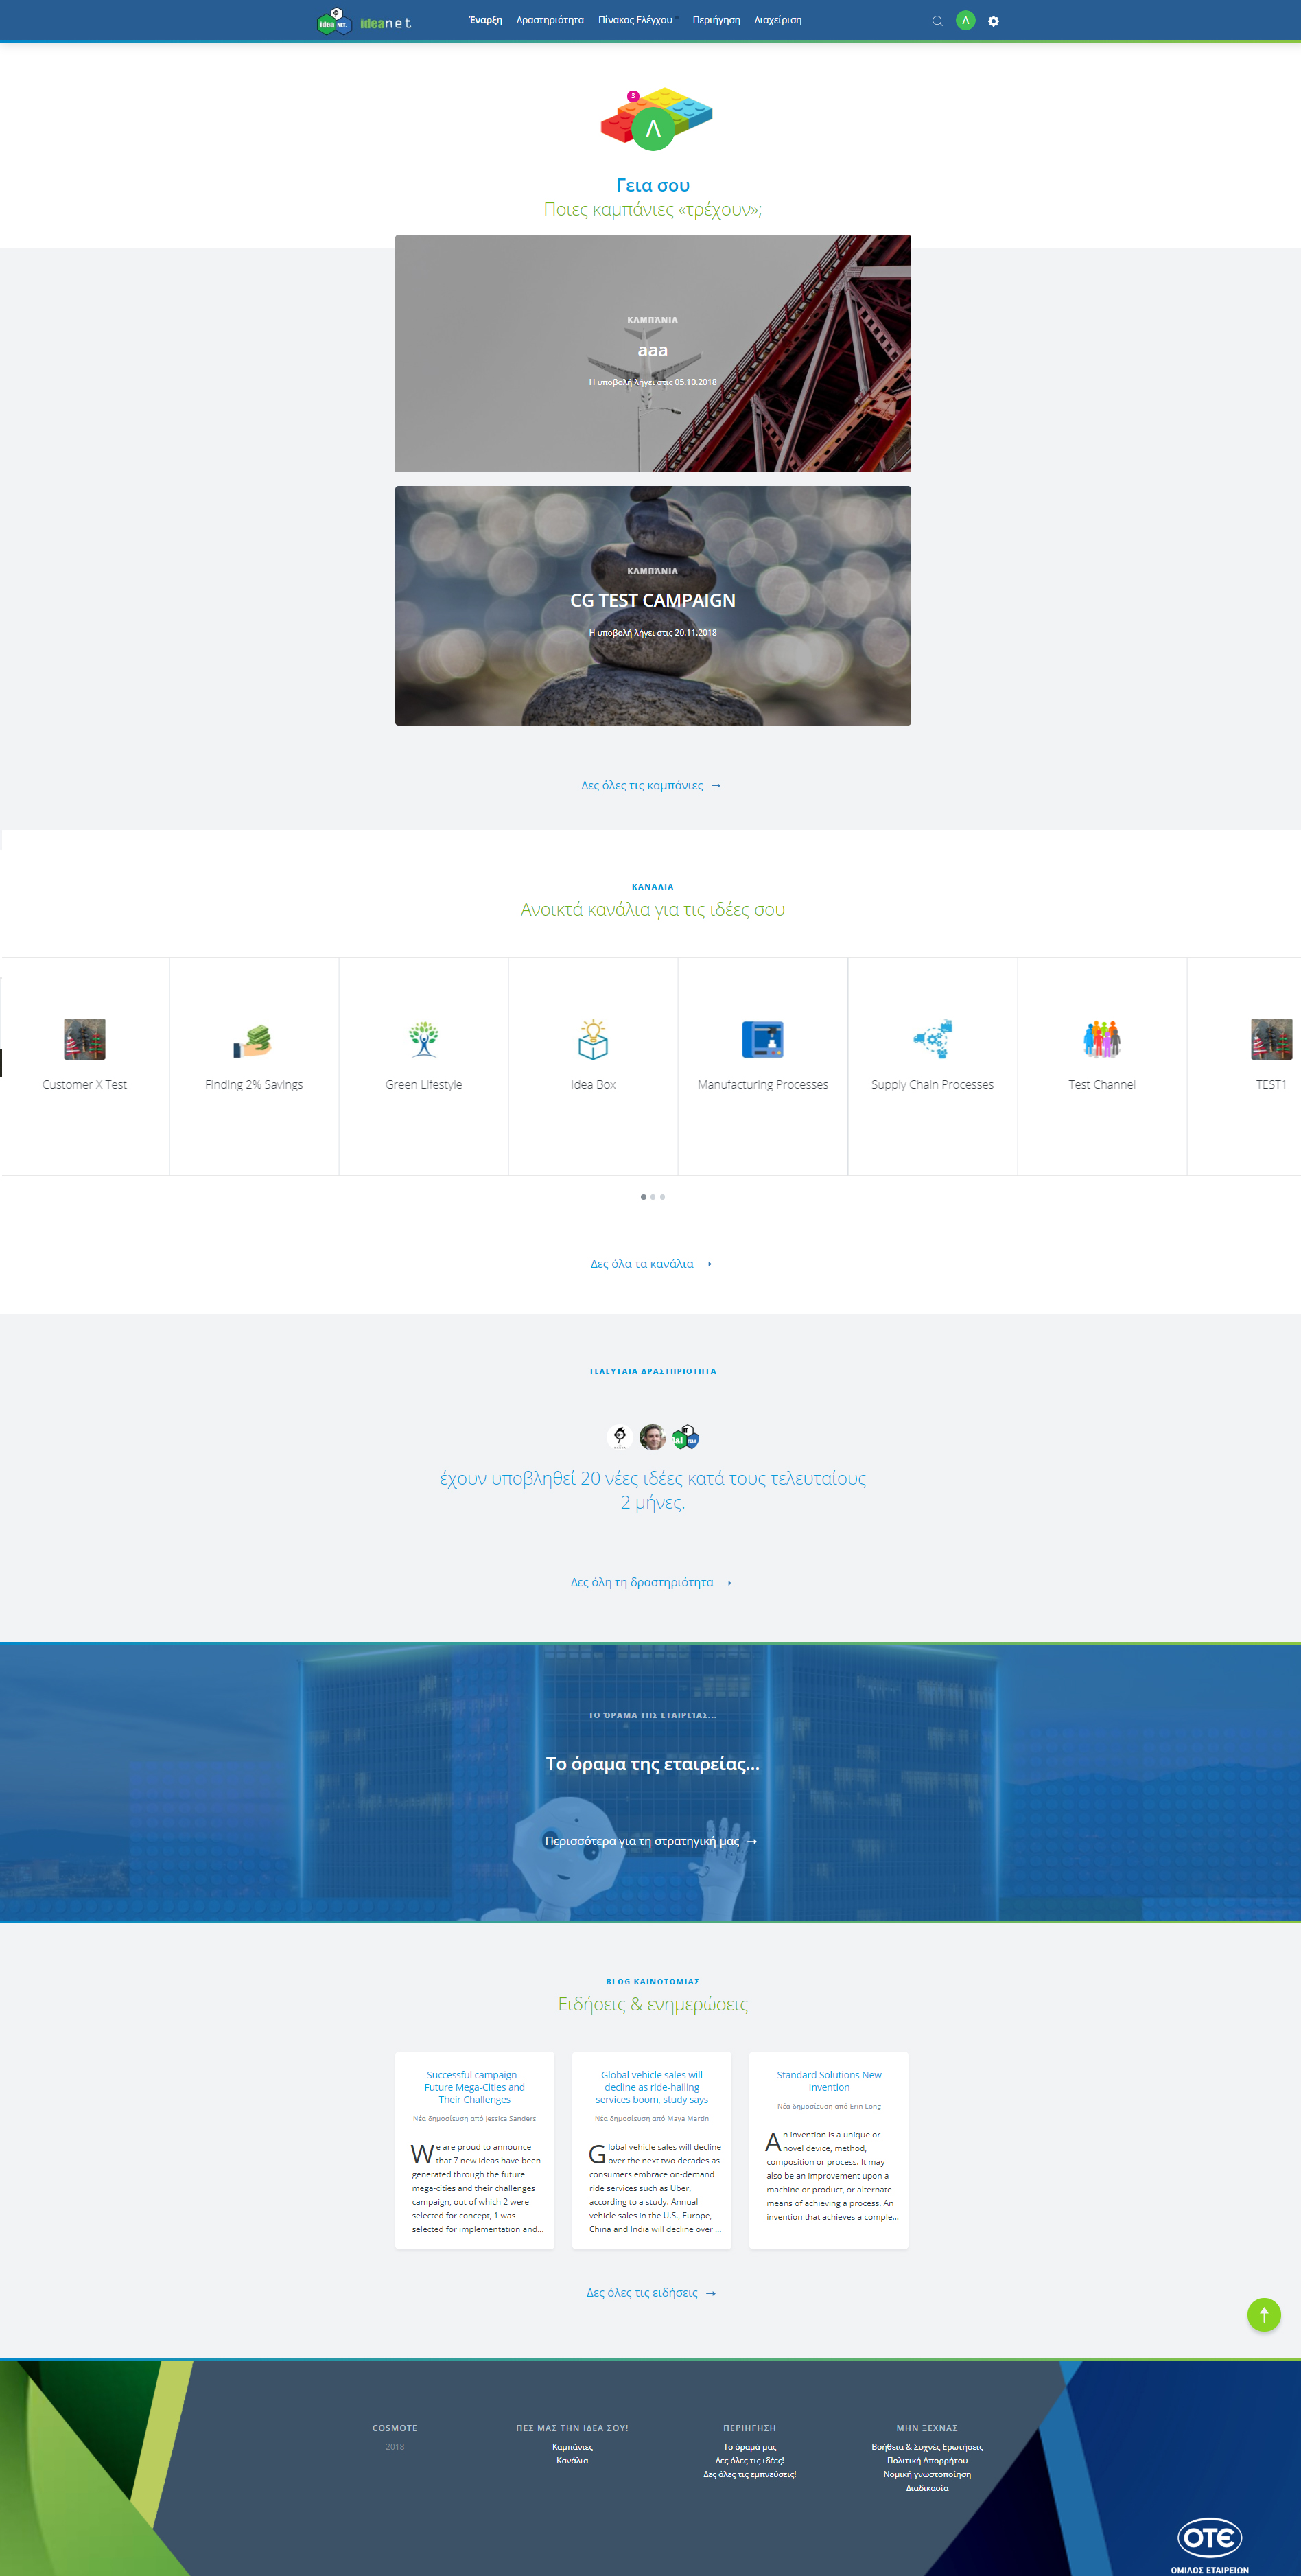 idea NET. ideanet
Έναρξη Δραστηριότητα Πίνακας Ελέγχου Περιήγηση Διαχείριση
Λ
3
Λ
Γεια σου
Ποιες καμπάνιες «τρέχουν»;
ΚΑΜΠΆΝΙΑ
aaa
Η υποβολή λήγει στις 05.10.2018
ΚΑΜΠΆΝΙΑ
CG TEST CAMPAIGN
Η υποβολή λήγει στις 20.11.2018
Δες όλες τις καμπάνιες →
ΚΑΝΑΛΙΑ
Ανοικτά κανάλια για τις ιδέες σου
Customer X Test
Finding 2% Savings
Green Lifestyle
Idea Box
Manufacturing Processes
Supply Chain Processes
Test Channel
TEST1
Δες όλα τα κανάλια →
ΤΕΛΕΥΤΑΙΑ ΔΡΑΣΤΗΡΙΟΤΗΤΑ
έχουν υποβληθεί 20 νέες ιδέες κατά τους τελευταίους
2 μήνες.
Δες όλη τη δραστηριότητα →
ΤΟ ΌΡΑΜΑ ΤΗΣ ΕΤΑΙΡΕΊΑΣ...
Το όραμα της εταιρείας...
Περισσότερα για τη στρατηγική μας →
BLOG ΚΑΙΝΟΤΟΜΙΑΣ
Ειδήσεις & ενημερώσεις
Successful campaign -
Future Mega-Cities and
Their Challenges
Νέα δημοσίευση από Jessica Sanders
We are proud to announce
that 7 new ideas have been
generated through the future
mega-cities and their challenges
campaign, out of which 2 were
selected for concept, 1 was
selected for implementation and...
Global vehicle sales will
decline as ride-hailing
services boom, study says
Νέα δημοσίευση από Maya Martin
Global vehicle sales will decline
over the next two decades as
consumers embrace on-demand
ride services such as Uber,
according to a study. Annual
vehicle sales in the U.S., Europe,
China and India will decline over ...
Standard Solutions New
Invention
Νέα δημοσίευση από Erin Long
An invention is a unique or
novel device, method,
composition or process. It may
also be an improvement upon a
machine or product, or alternate
means of achieving a process. An
invention that achieves a comple...
Δες όλες τις ειδήσεις →
COSMOTE
2018
ΠΕΣ ΜΑΣ ΤΗΝ ΙΔΕΑ ΣΟΥ!
Καμπάνιες
Κανάλια
ΠΕΡΙΗΓΗΣΗ
Το όραμά μας
Δες όλες τις ιδέες!
Δες όλες τις εμπνεύσεις!
ΜΗΝ ΞΕΧΝΑΣ
Βοήθεια & Συχνές Ερωτήσεις
Πολιτική Απορρήτου
Νομική γνωστοποίηση
Διαδικασία
ΟΤΕ
ΟΜΙΛΟΣ ΕΤΑΙΡΕΙΩΝ